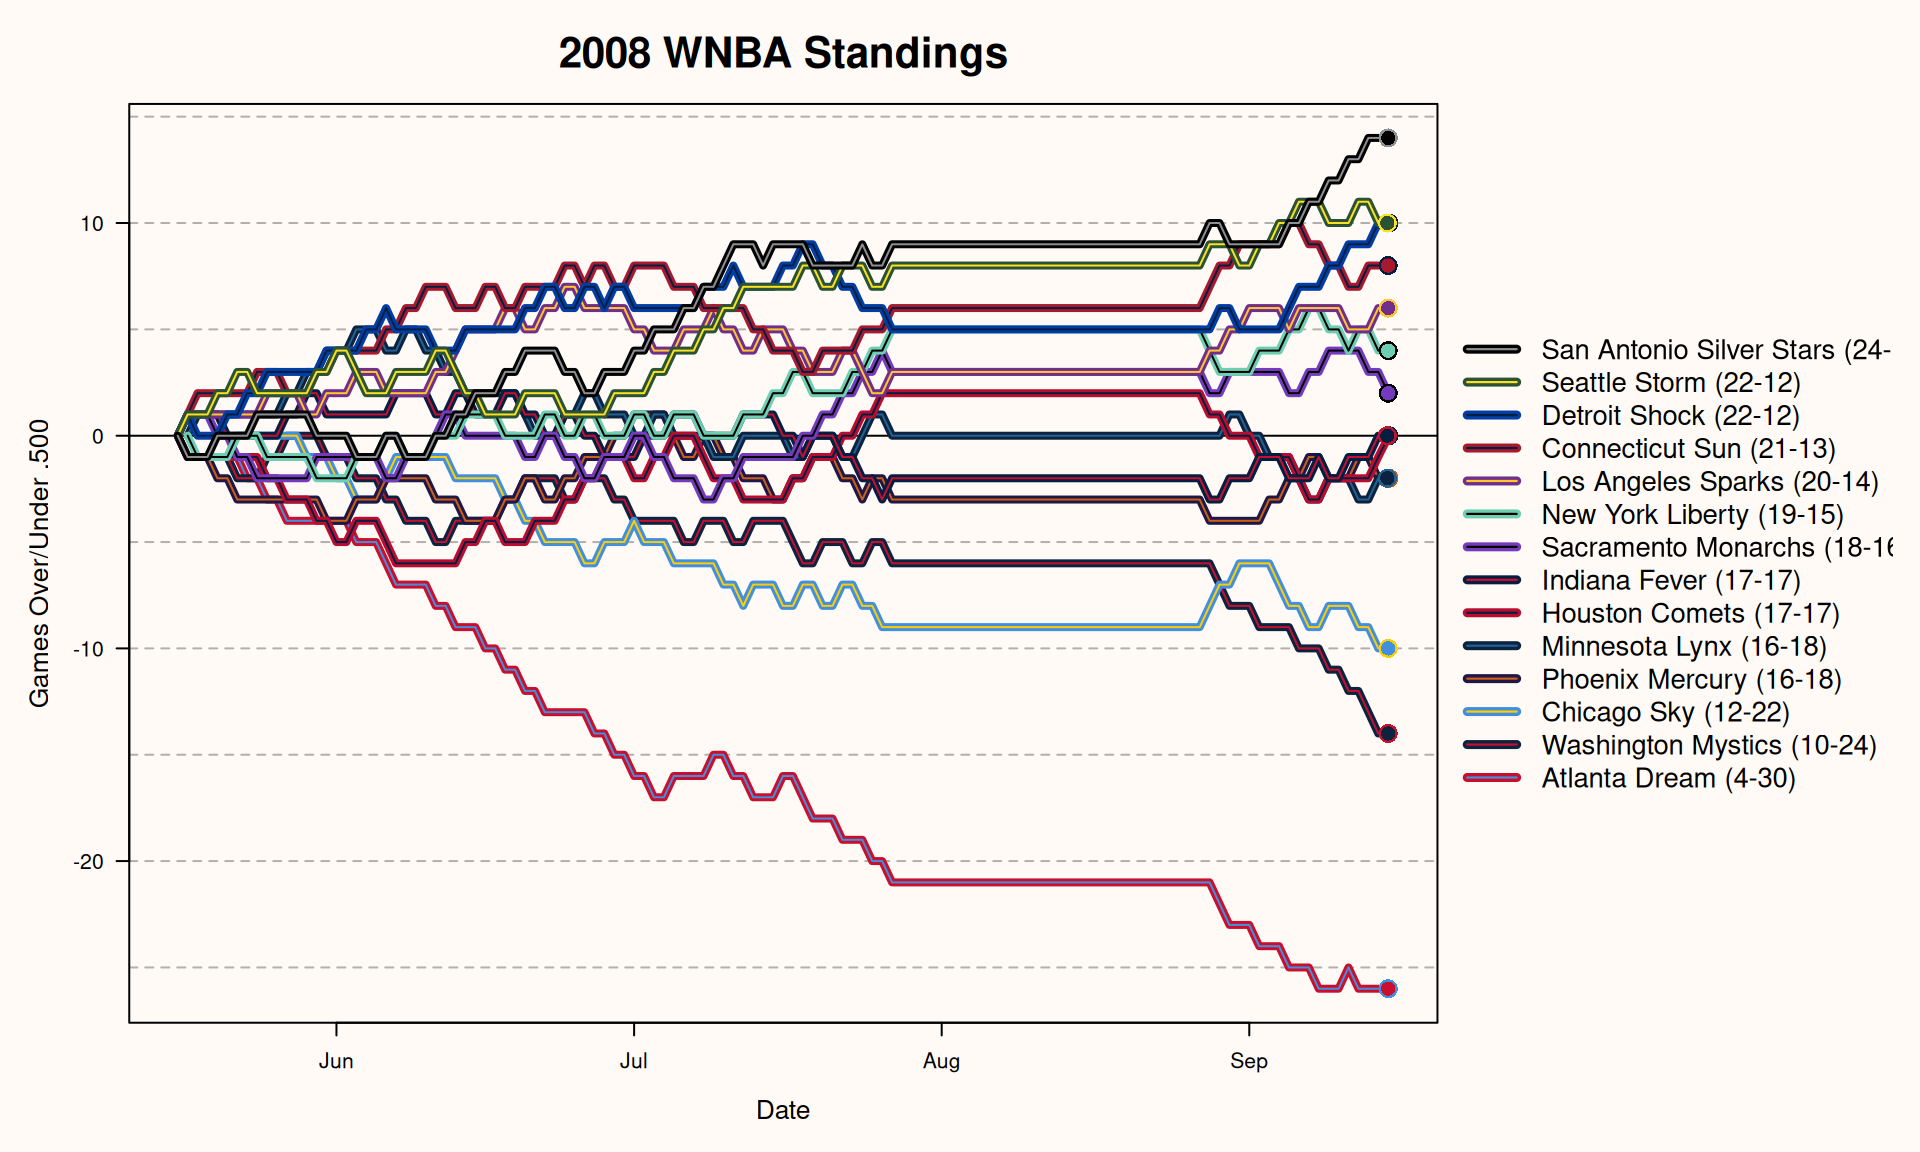 2008 WNBA Standings
Games Over/Under .500
10
0
-10
-20
Jun
Jul
Aug
Sep
Date
San Antonio Silver Stars (24-
Seattle Storm (22-12)
Detroit Shock (22-12)
Connecticut Sun (21-13)
Los Angeles Sparks (20-14)
New York Liberty (19-15)
Sacramento Monarchs (18-16
Indiana Fever (17-17)
Houston Comets (17-17)
Minnesota Lynx (16-18)
Phoenix Mercury (16-18)
Chicago Sky (12-22)
Washington Mystics (10-24)
Atlanta Dream (4-30)